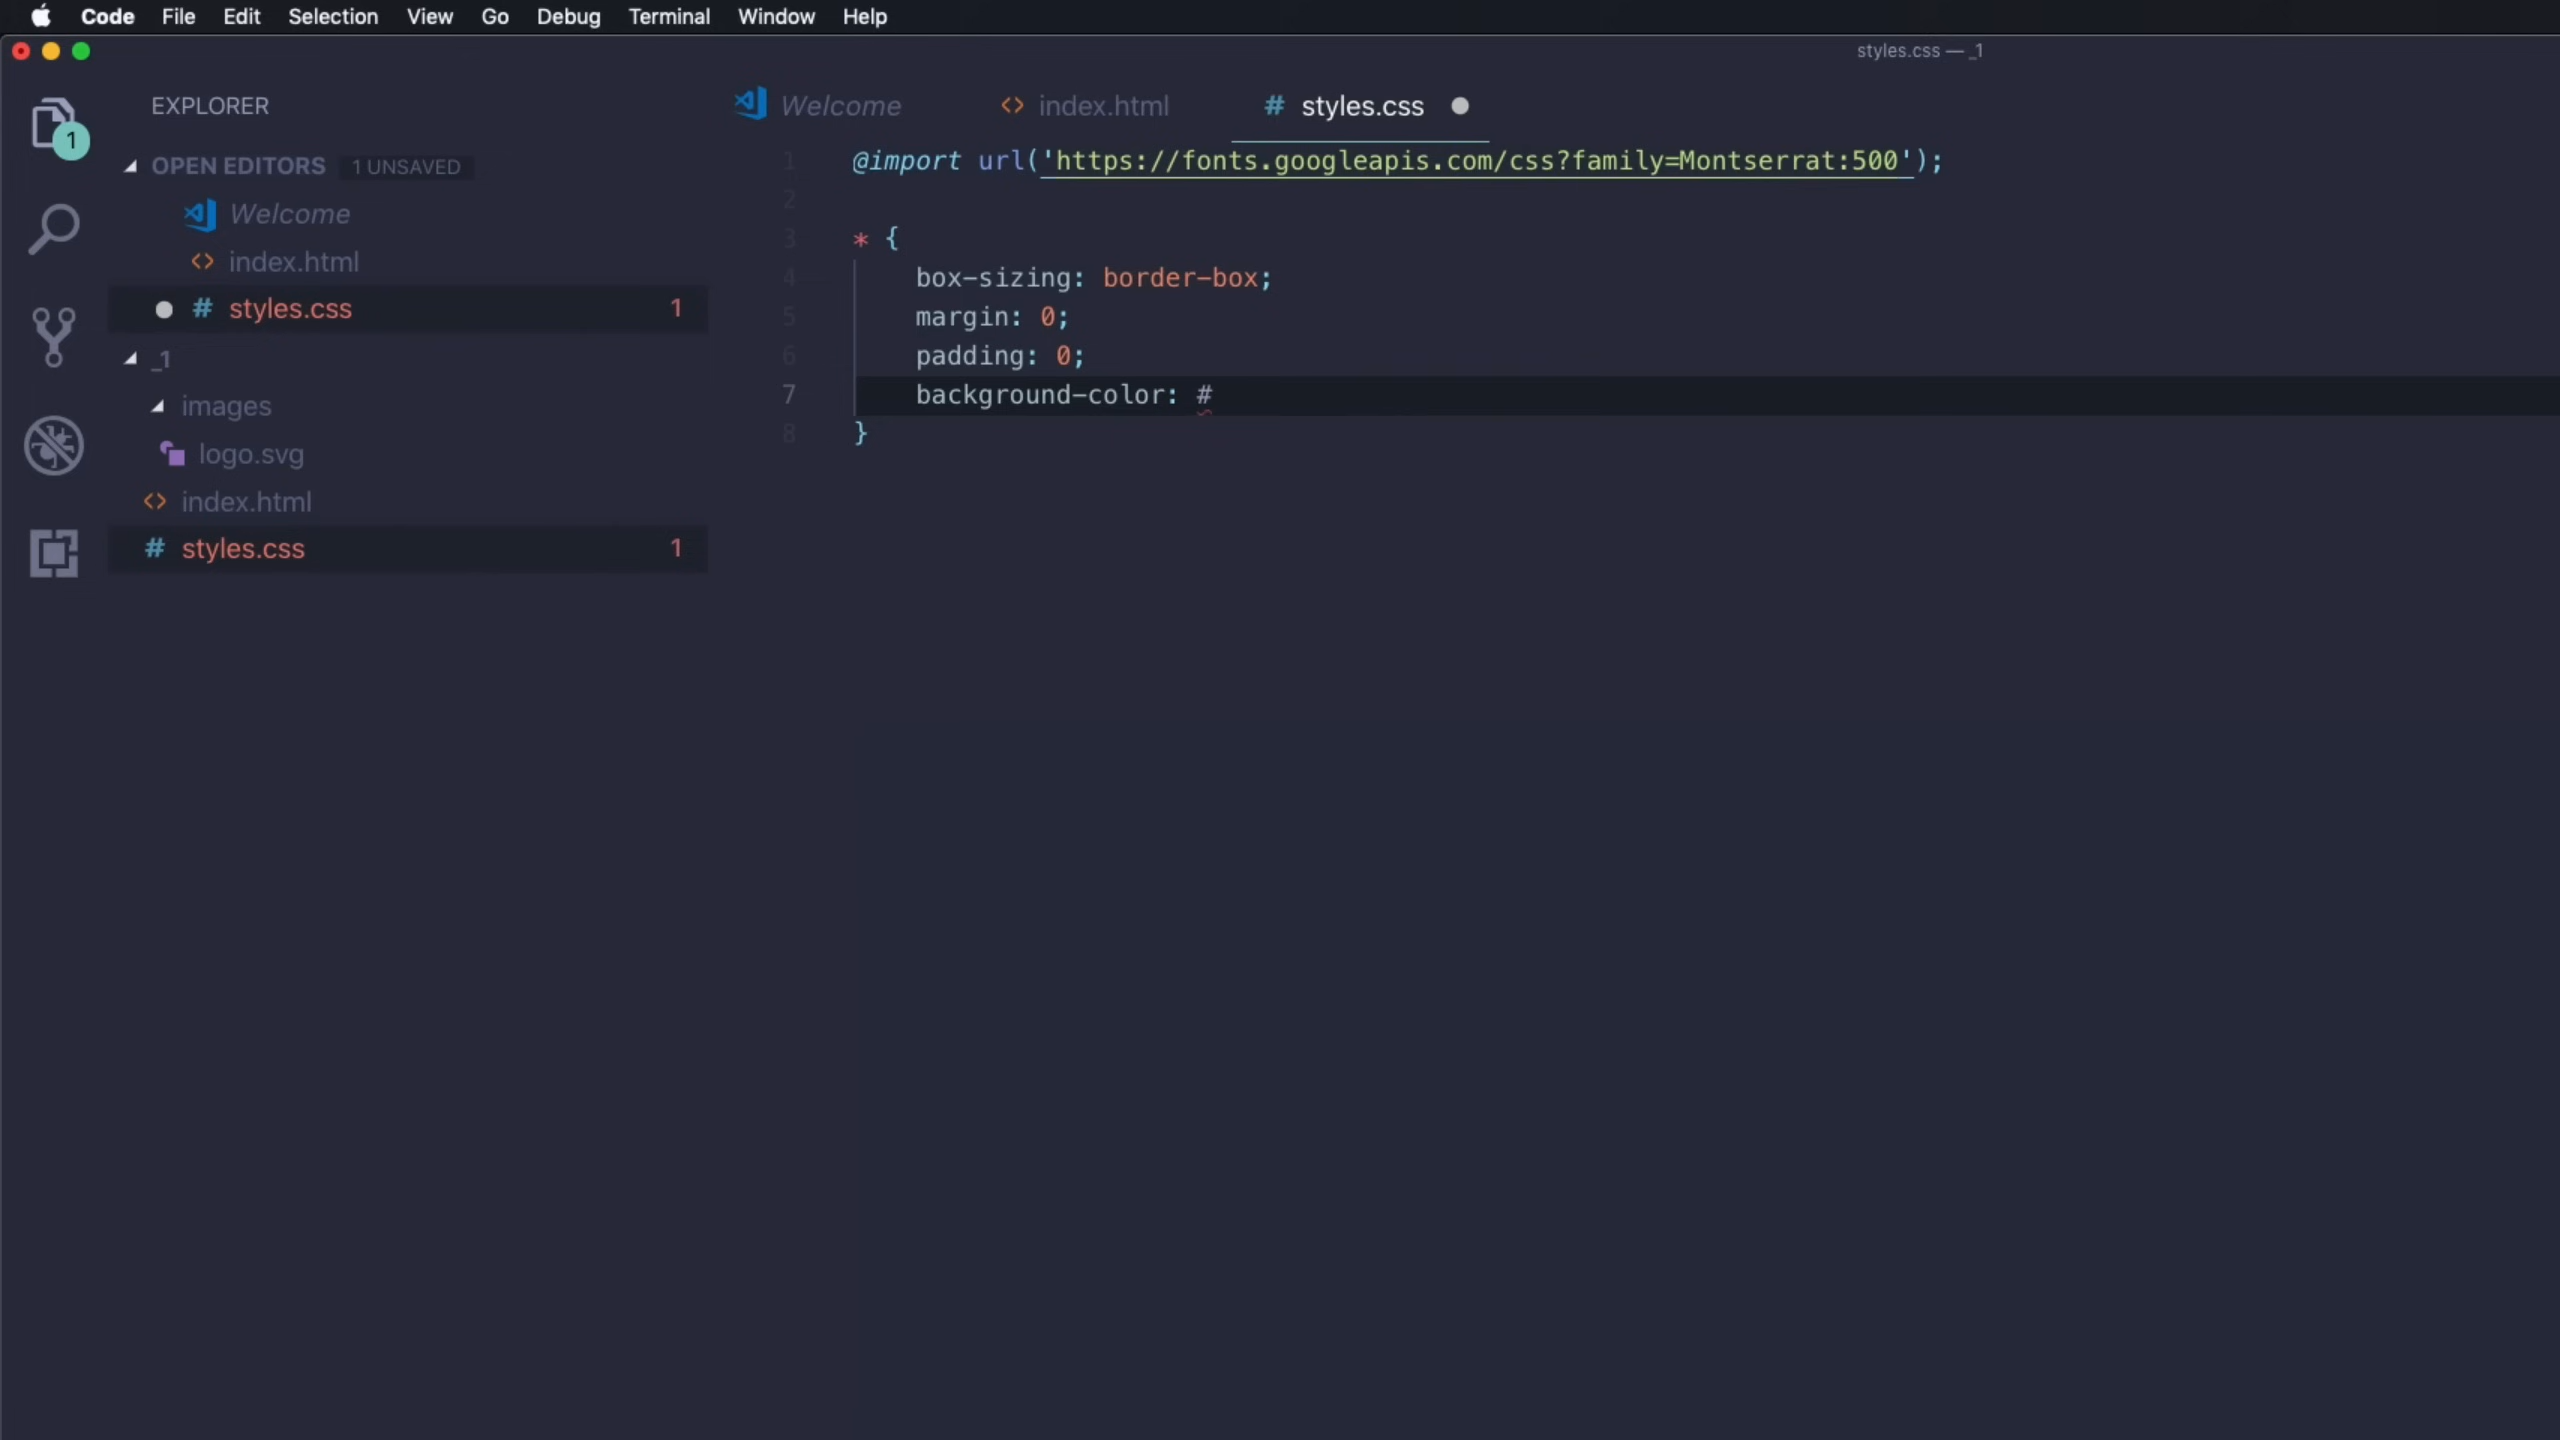 Code File Edit Selection View Go Debug Terminal Window Help
styles.css — _1
EXPLORER
OPEN EDITORS 1 UNSAVED
Welcome
index.html
# styles.css 1
_1
images
logo.svg
index.html
# styles.css 1
1
Welcome index.html # styles.css
1 @import url('https://fonts.googleapis.com/css?family=Montserrat:500');
2
3 * {
4 box-sizing: border-box;
5 margin: 0;
6 padding: 0;
7 background-color: #
8 }